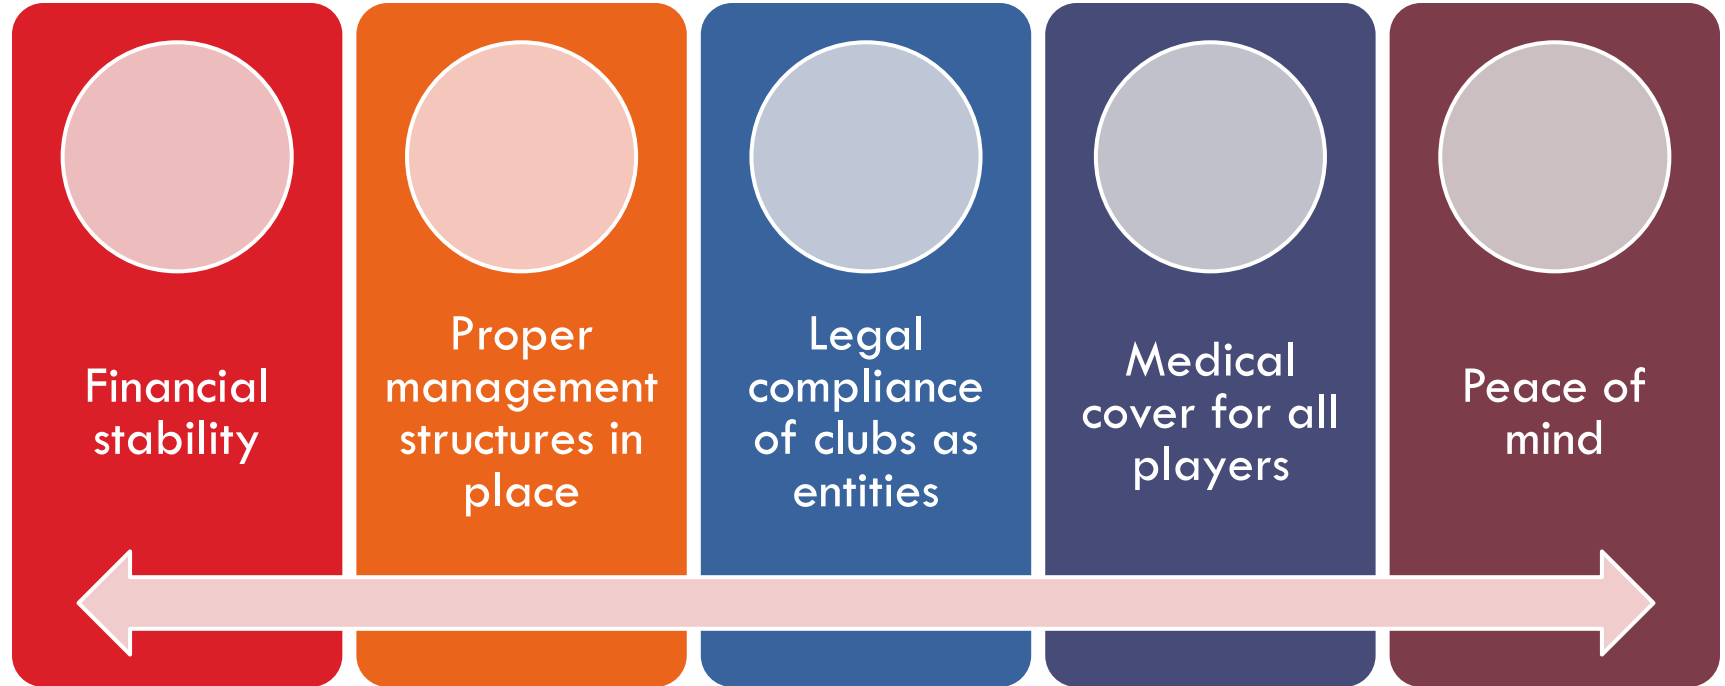 Financial
stability
Proper
management
structures in
place
Legal
compliance
of clubs as
entities
Medical
cover for all
players
Peace of
mind